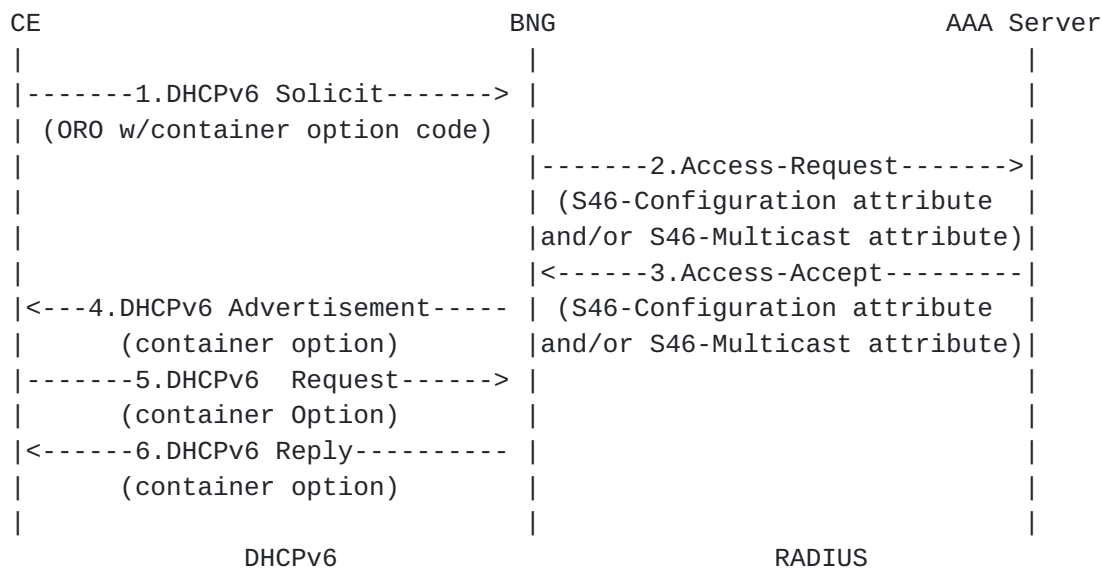 CE                              BNG                         AAA Server
|                                |                                |
|-------1.DHCPv6 Solicit-------> |                                |
| (ORO w/container option code)  |                                |
|                                |-------2.Access-Request-------->|
|                                | (S46-Configuration attribute   |
|                                |and/or S46-Multicast attribute) |
|                                |<------3.Access-Accept---------|
|<---4.DHCPv6 Advertisement----- | (S46-Configuration attribute   |
|      (container option)        |and/or S46-Multicast attribute) |
|-------5.DHCPv6  Request------> |                                |
|      (container Option)        |                                |
|<------6.DHCPv6 Reply---------- |                                |
|      (container option)        |                                |
|                                |                                |
              DHCPv6                           RADIUS